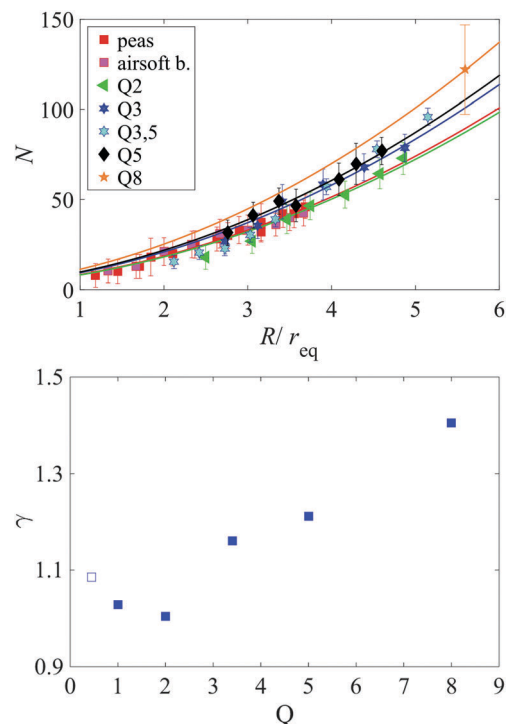 150
100
50
0
N
peas
airsoft b.
Q2
Q3
Q3,5
Q5
Q8
1 2 3 4 5 6
R/ r_eq
1.5
1.3
1.1
0.9
γ
0 1 2 3 4 5 6 7 8 9
Q